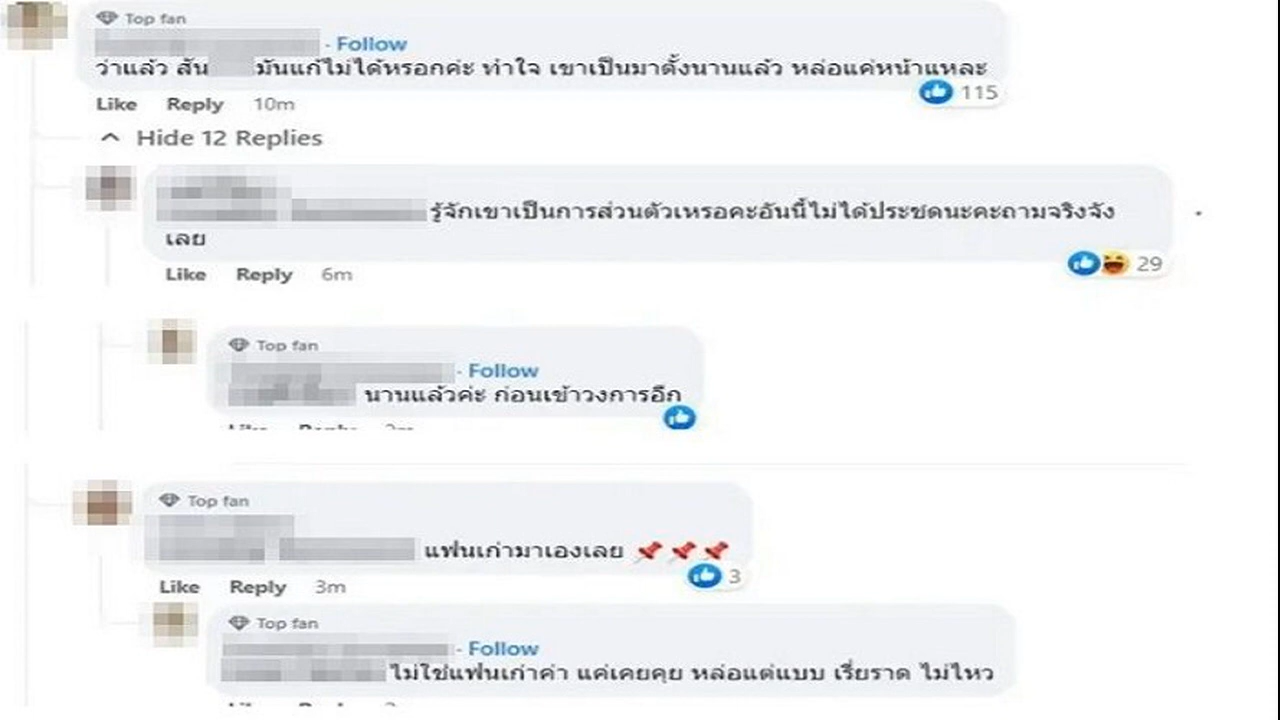 Top fan
· Follow
ว่าแล้ว สัน มันแก้ไม่ได้หรอกค่ะ ทำใจ เขาเป็นมาตั้งนานแล้ว หล่อแค่หน้าแหละ
115
Like Reply 10m
Hide 12 Replies
รู้จักเขาเป็นการส่วนตัวเหรอคะอันนี้ไม่ได้ประชดนะคะถามจริงจัง
เลย
29
Like Reply 6m
Top fan
· Follow
นานแล้วค่ะ ก่อนเข้าวงการอีก
Like Reply
Top fan
แฟนเก่ามาเองเลย 📌📌📌
3
Like Reply 3m
Top fan
· Follow
ไม่ใช่แฟนเก่าค่า แค่เคยคุย หล่อแต่แบบ เรี่ยราด ไม่ไหว